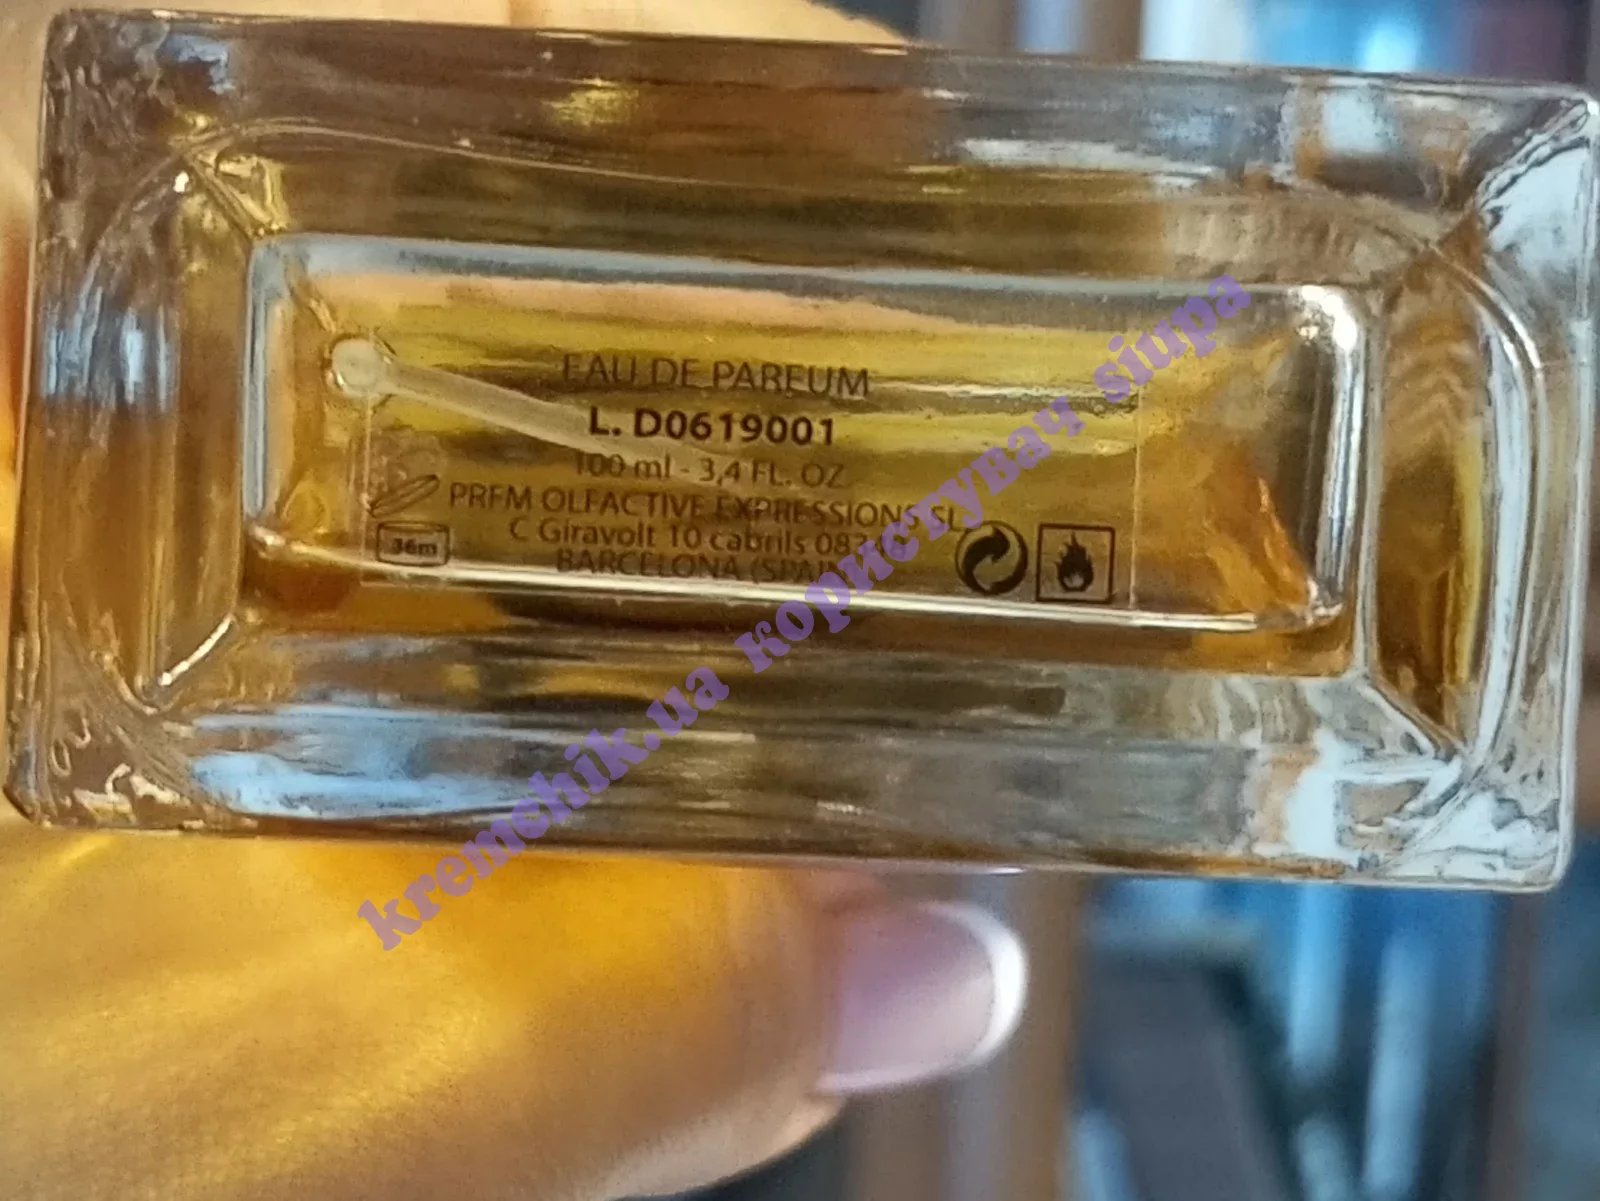 EAU DE PARFUM
L. D0619001
100 ml - 3,4 FL. OZ
PRFM OLFACTIVE EXPRESSIONS SL
C Giravolt 10 cabrils
BARCELONA (SPAIN
36m
kremchik.ua користувач siupa